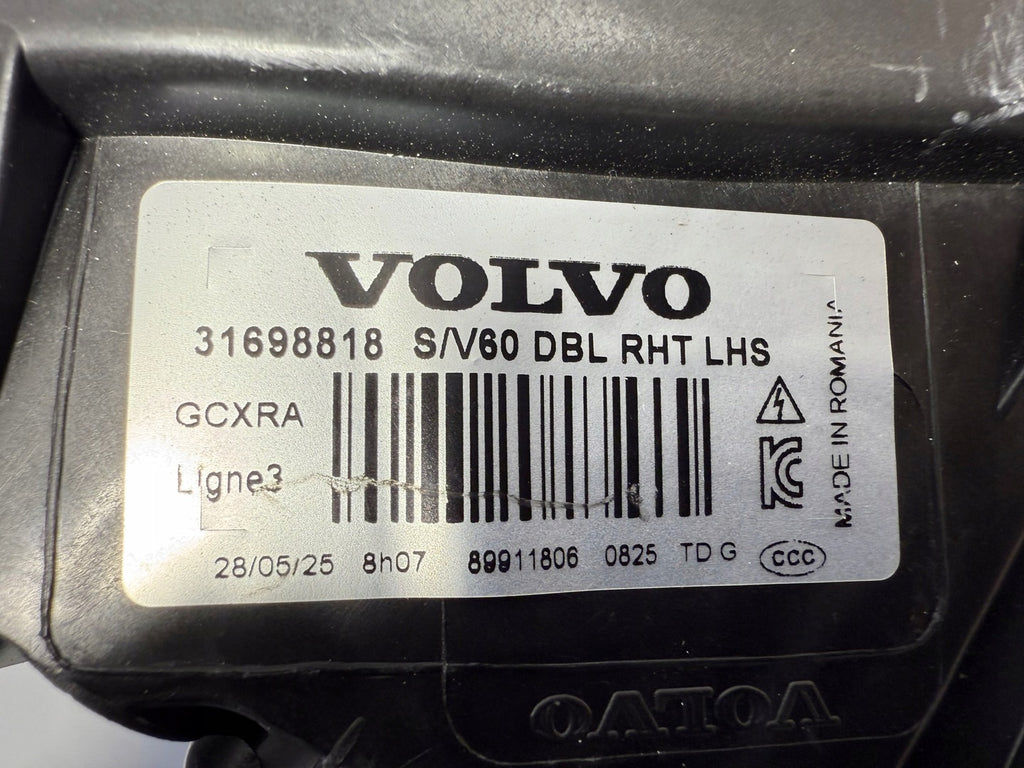 VOLVO
31698818 S/V60 DBL RHT LHS
GCXRA
Ligne3
MADE IN ROMANIA
28/05/25 8h07 89911806 0825 TD G CCC
VOLVO